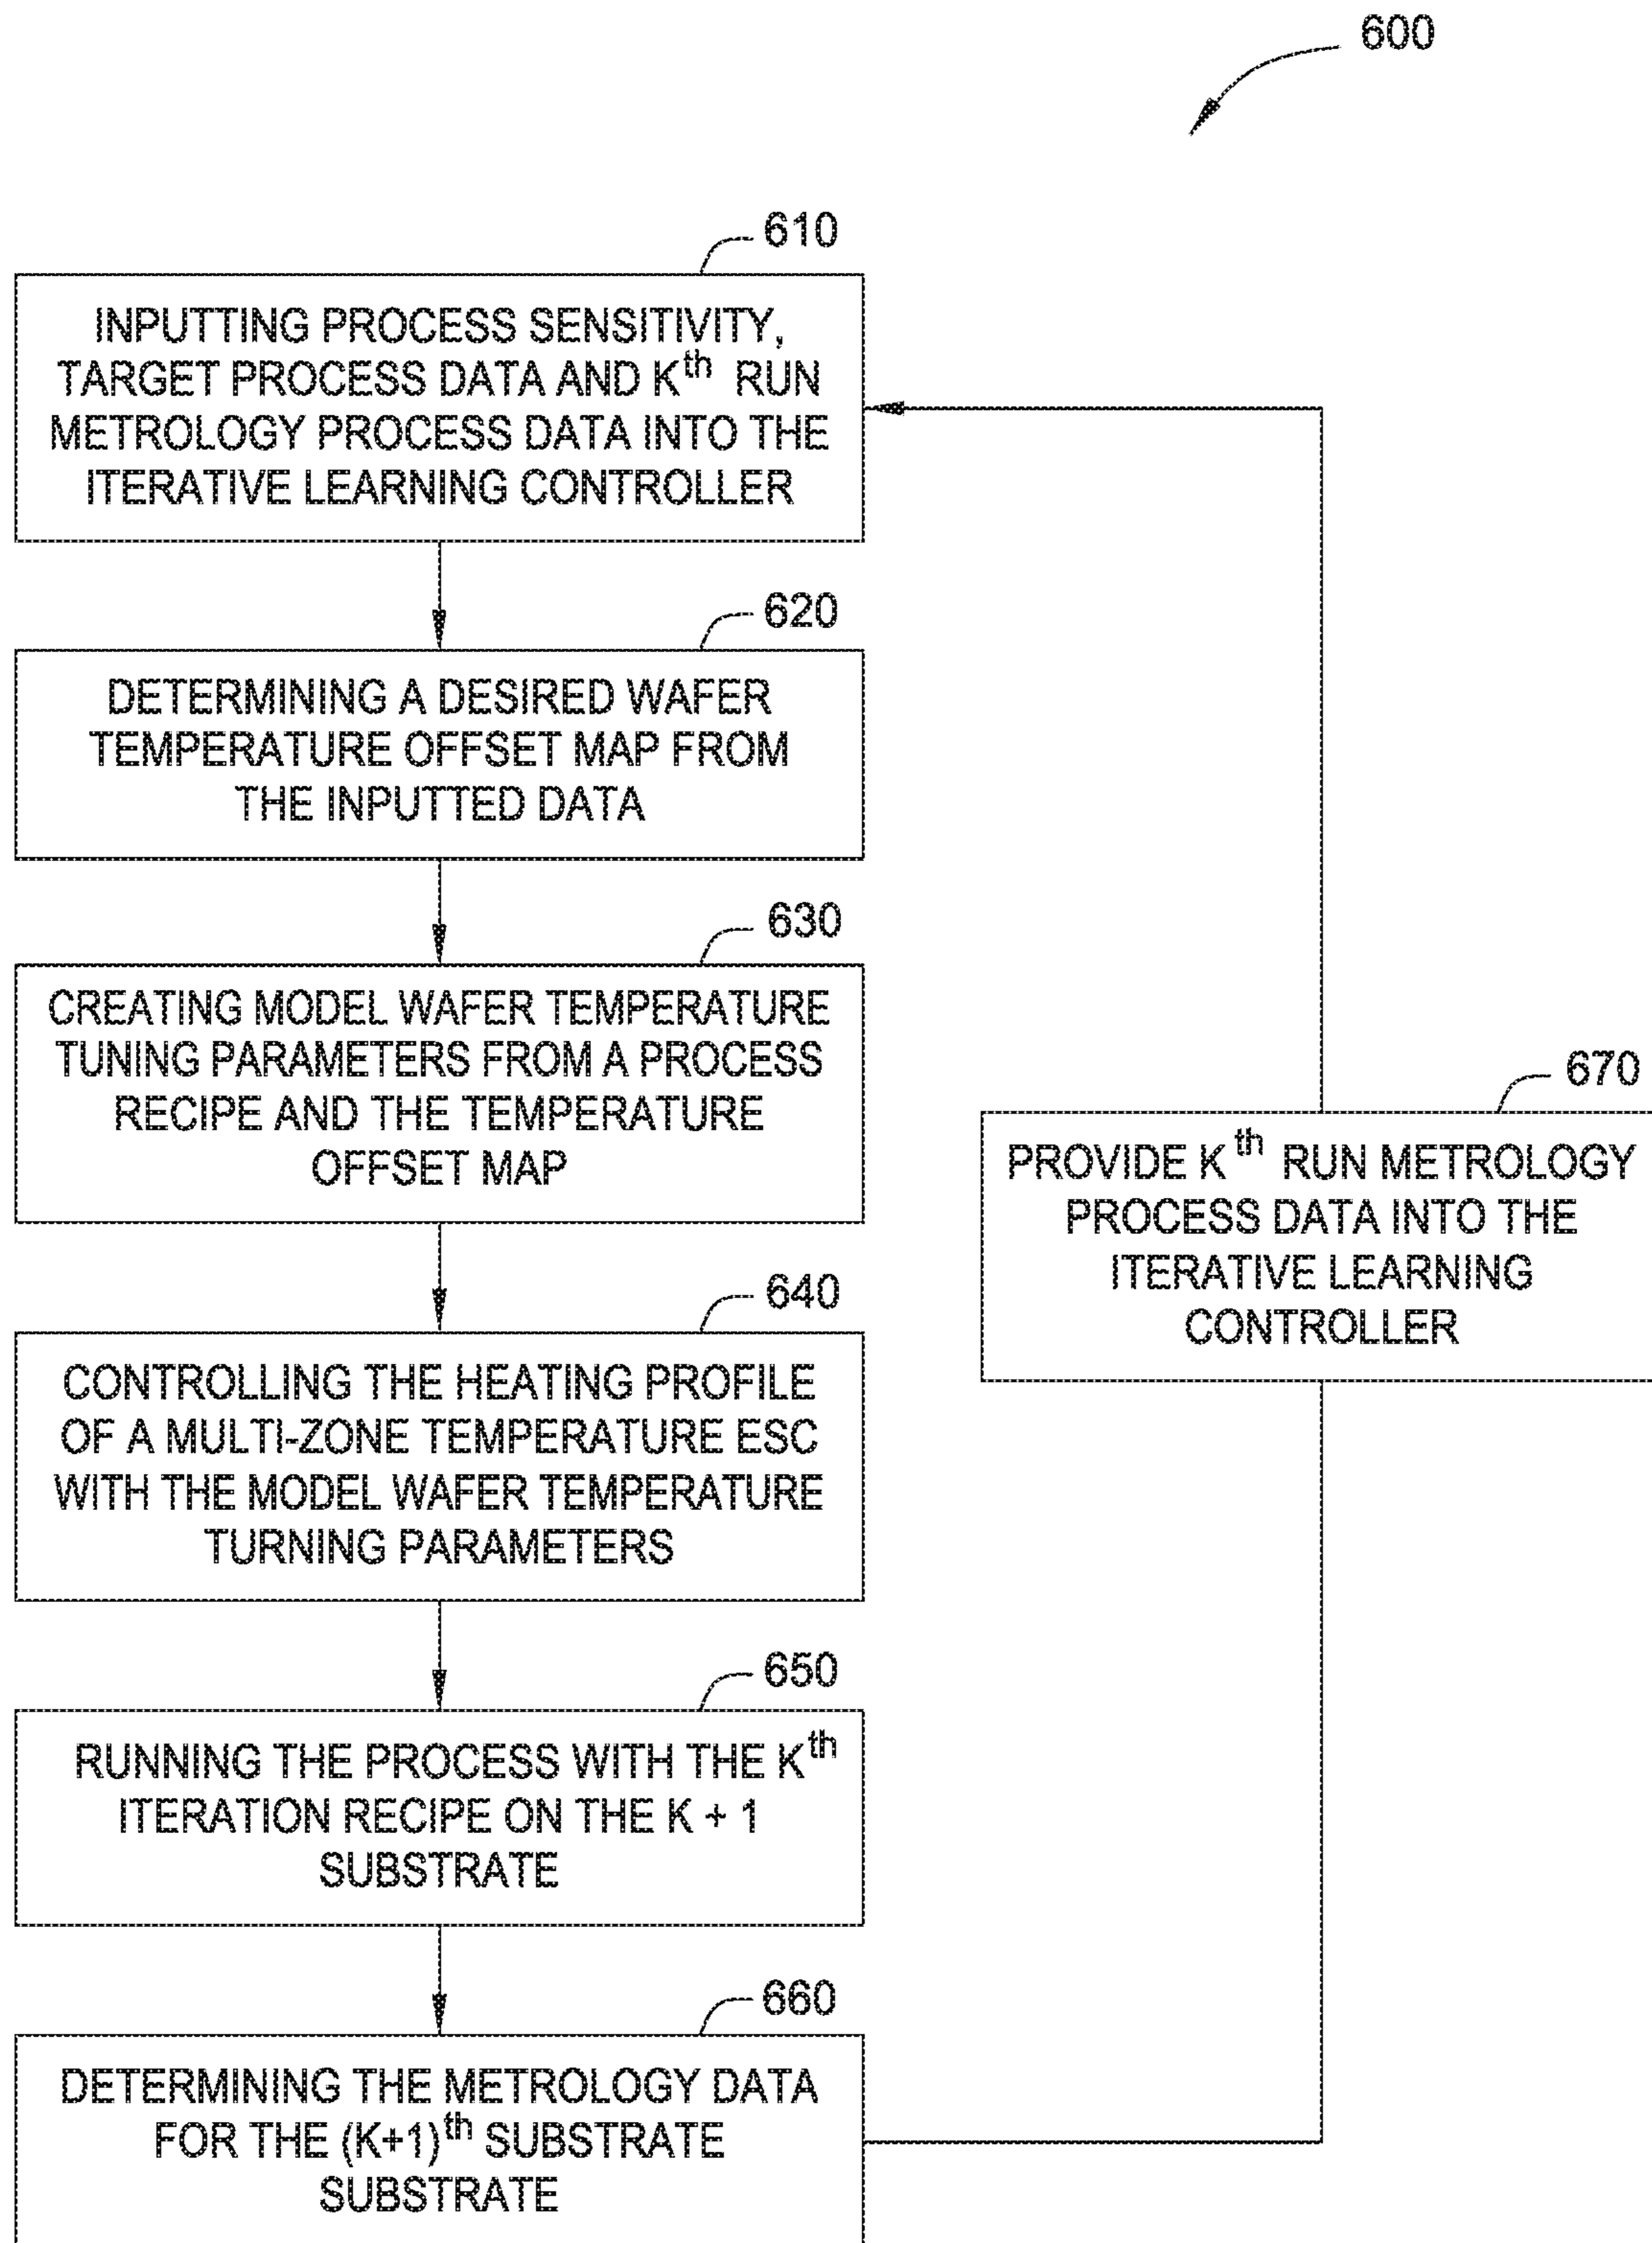 600
610
INPUTTING PROCESS SENSITIVITY,
TARGET PROCESS DATA AND Kth RUN
METROLOGY PROCESS DATA INTO THE
ITERATIVE LEARNING CONTROLLER
620
DETERMINING A DESIRED WAFER
TEMPERATURE OFFSET MAP FROM
THE INPUTTED DATA
630
CREATING MODEL WAFER TEMPERATURE
TUNING PARAMETERS FROM A PROCESS
RECIPE AND THE TEMPERATURE
OFFSET MAP
640
CONTROLLING THE HEATING PROFILE
OF A MULTI-ZONE TEMPERATURE ESC
WITH THE MODEL WAFER TEMPERATURE
TURNING PARAMETERS
650
RUNNING THE PROCESS WITH THE Kth
ITERATION RECIPE ON THE K + 1
SUBSTRATE
660
DETERMINING THE METROLOGY DATA
FOR THE (K+1)th SUBSTRATE
SUBSTRATE
670
PROVIDE Kth RUN METROLOGY
PROCESS DATA INTO THE
ITERATIVE LEARNING
CONTROLLER